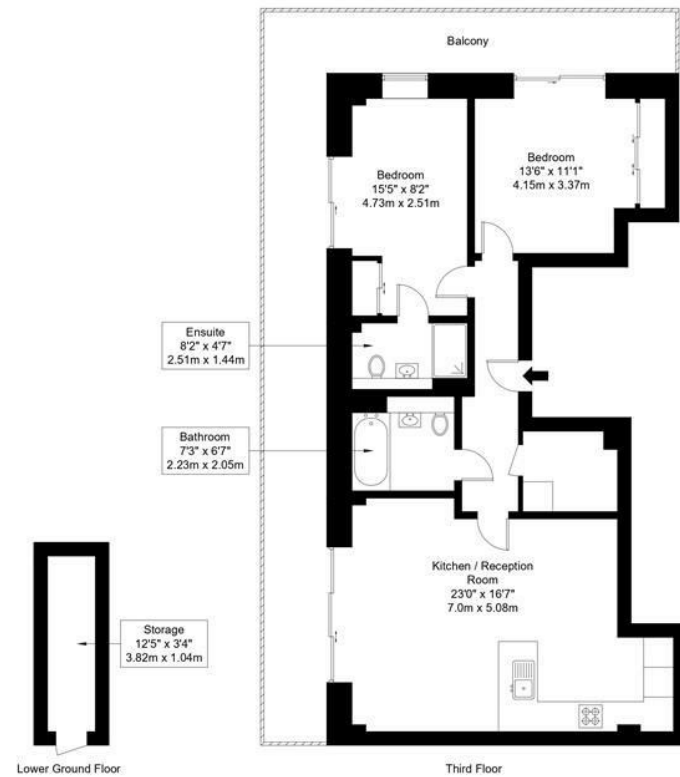 Balcony
Bedroom
15'5" x 8'2"
4.73m x 2.51m
Bedroom
13'6" x 11'1"
4.15m x 3.37m
Ensuite
8'2" x 4'7"
2.51m x 1.44m
Bathroom
7'3" x 6'7"
2.23m x 2.05m
Kitchen / Reception
Room
23'0" x 16'7"
7.0m x 5.08m
Storage
12'5" x 3'4"
3.82m x 1.04m
Lower Ground Floor
Third Floor